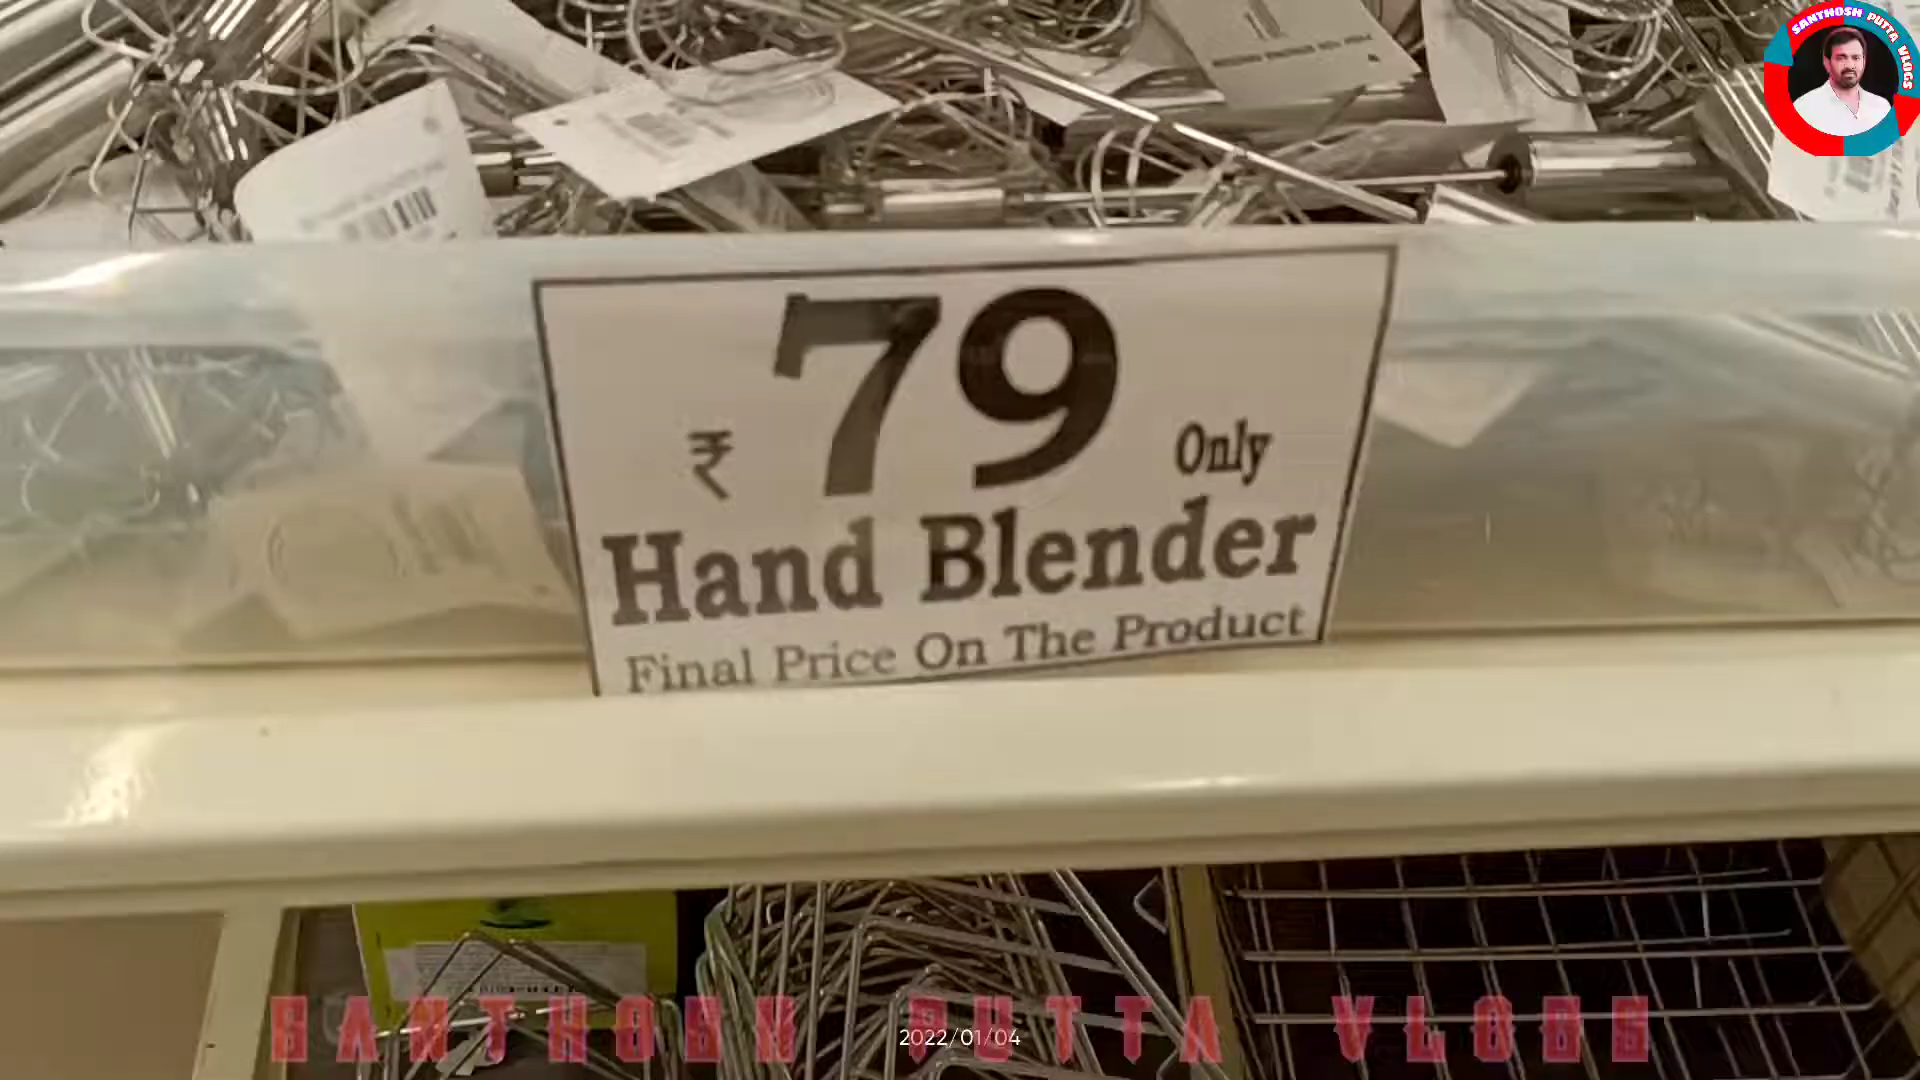 SANTHOSH PUTTA VLOGS
₹ 79 Only
Hand Blender
Final Price On The Product
SANTHOSH PUTTA VLOGS
2022/01/04